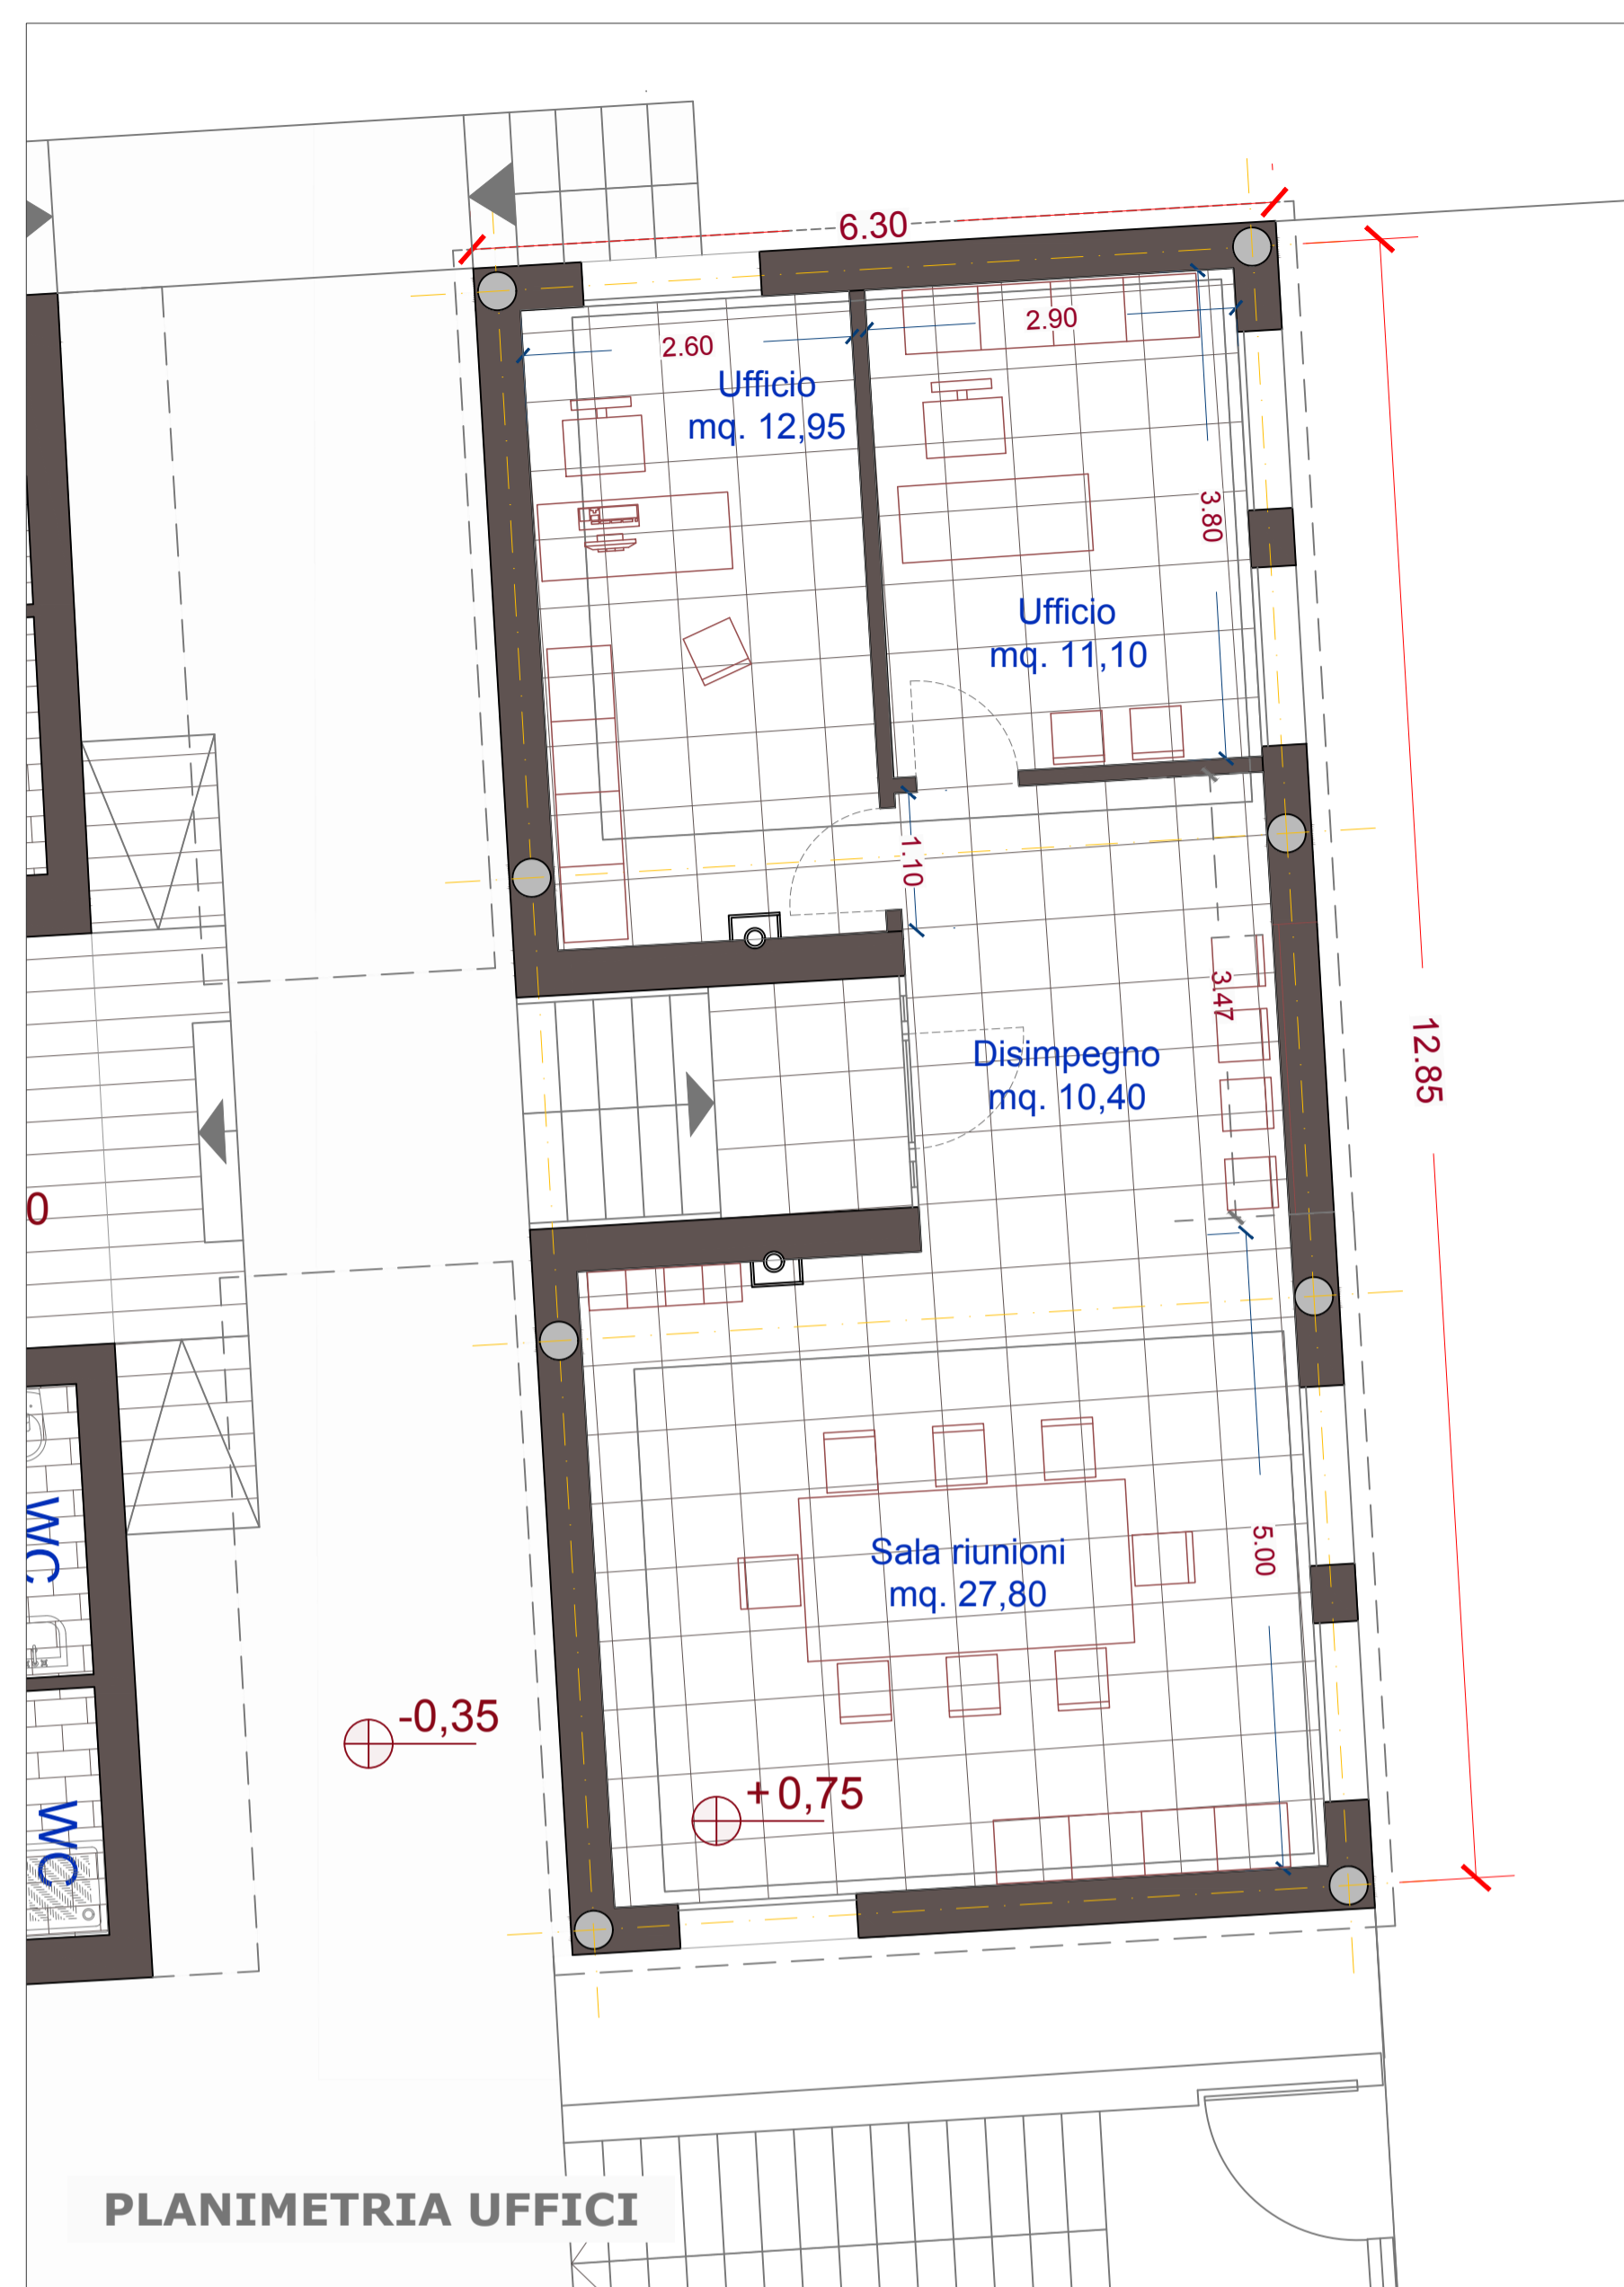 6.30
2.60
2.90
Ufficio
mq. 12,95
3.80
Ufficio
mq. 11,10
1.10
3.47
Disimpegno
mq. 10,40
12.85
0
WC
Sala riunioni
mq. 27,80
5.00
-0,35
+0,75
WC
PLANIMETRIA UFFICI